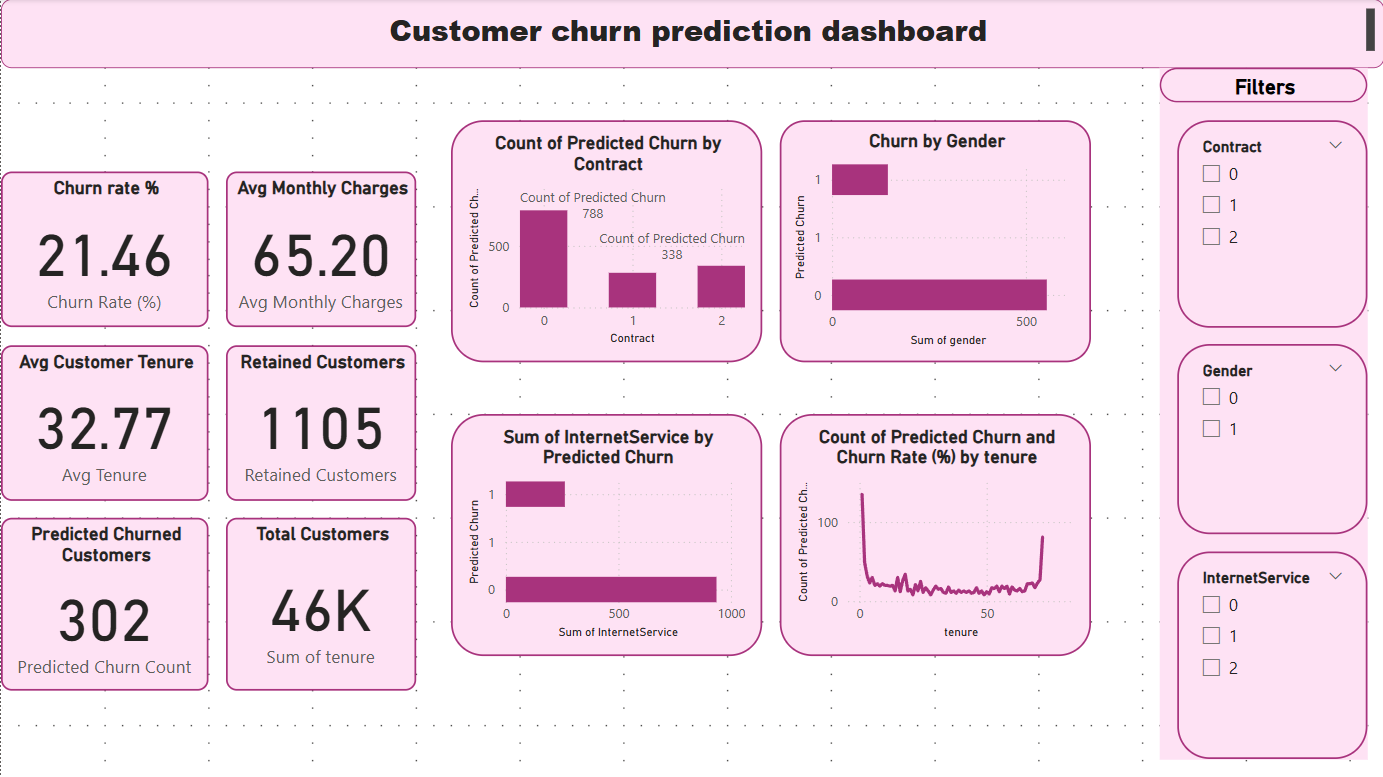 Customer churn prediction dashboard
Filters
Churn rate %
21.46
Churn Rate (%)
Avg Monthly Charges
65.20
Avg Monthly Charges
Avg Customer Tenure
32.77
Avg Tenure
Retained Customers
1105
Retained Customers
Predicted Churned
Customers
302
Predicted Churn Count
Total Customers
46K
Sum of tenure
Count of Predicted Churn by
Contract
Count of Predicted Ch...
Count of Predicted Churn
788
Count of Predicted Churn
338
500
0
0
1
2
Contract
Churn by Gender
Predicted Churn
1
1
0
0
500
Sum of gender
Sum of InternetService by
Predicted Churn
Predicted Churn
1
1
0
0
500
1000
Sum of InternetService
Count of Predicted Churn and
Churn Rate (%) by tenure
Count of Predicted Ch...
100
0
0
50
tenure
Contract
0
1
2
Gender
0
1
InternetService
0
1
2